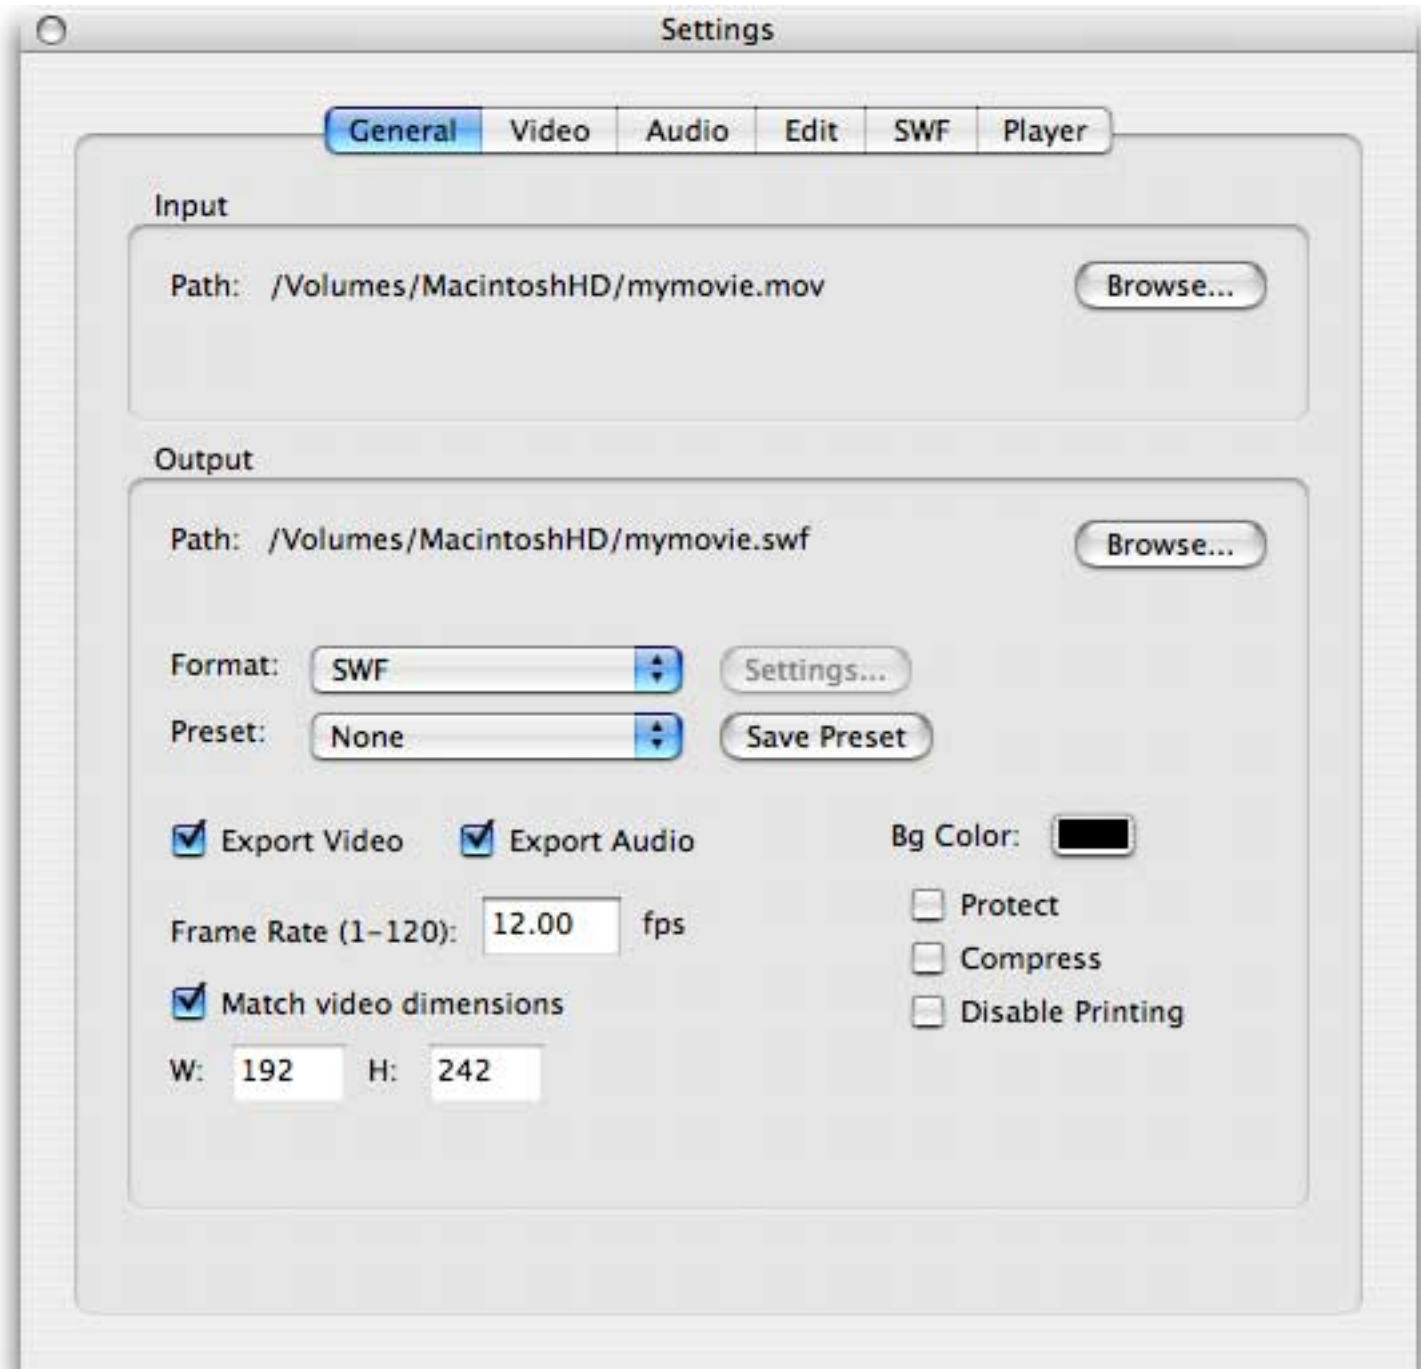 Settings
General Video Audio Edit SWF Player
Input
Path: /Volumes/MacintoshHD/mymovie.mov Browse...
Output
Path: /Volumes/MacintoshHD/mymovie.swf Browse...
Format: SWF Settings...
Preset: None Save Preset
Export Video Export Audio Bg Color:
Protect
Frame Rate (1-120): 12.00 fps
Compress
Match video dimensions
Disable Printing
W: 192 H: 242